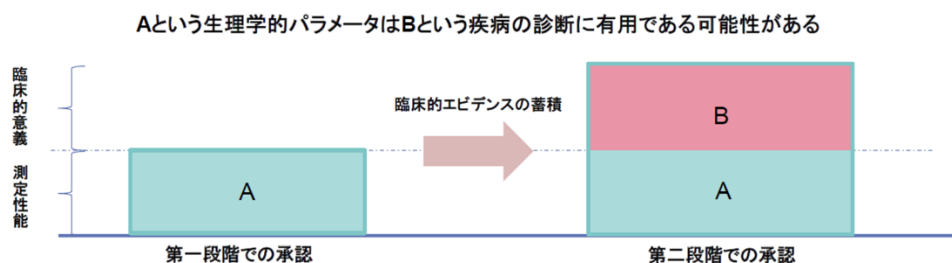 Aという生理学的パラメータはBという疾病の診断に有用である可能性がある
臨床的意義
測定性能
臨床的エビデンスの蓄積
A
B
A
第一段階での承認
第二段階での承認